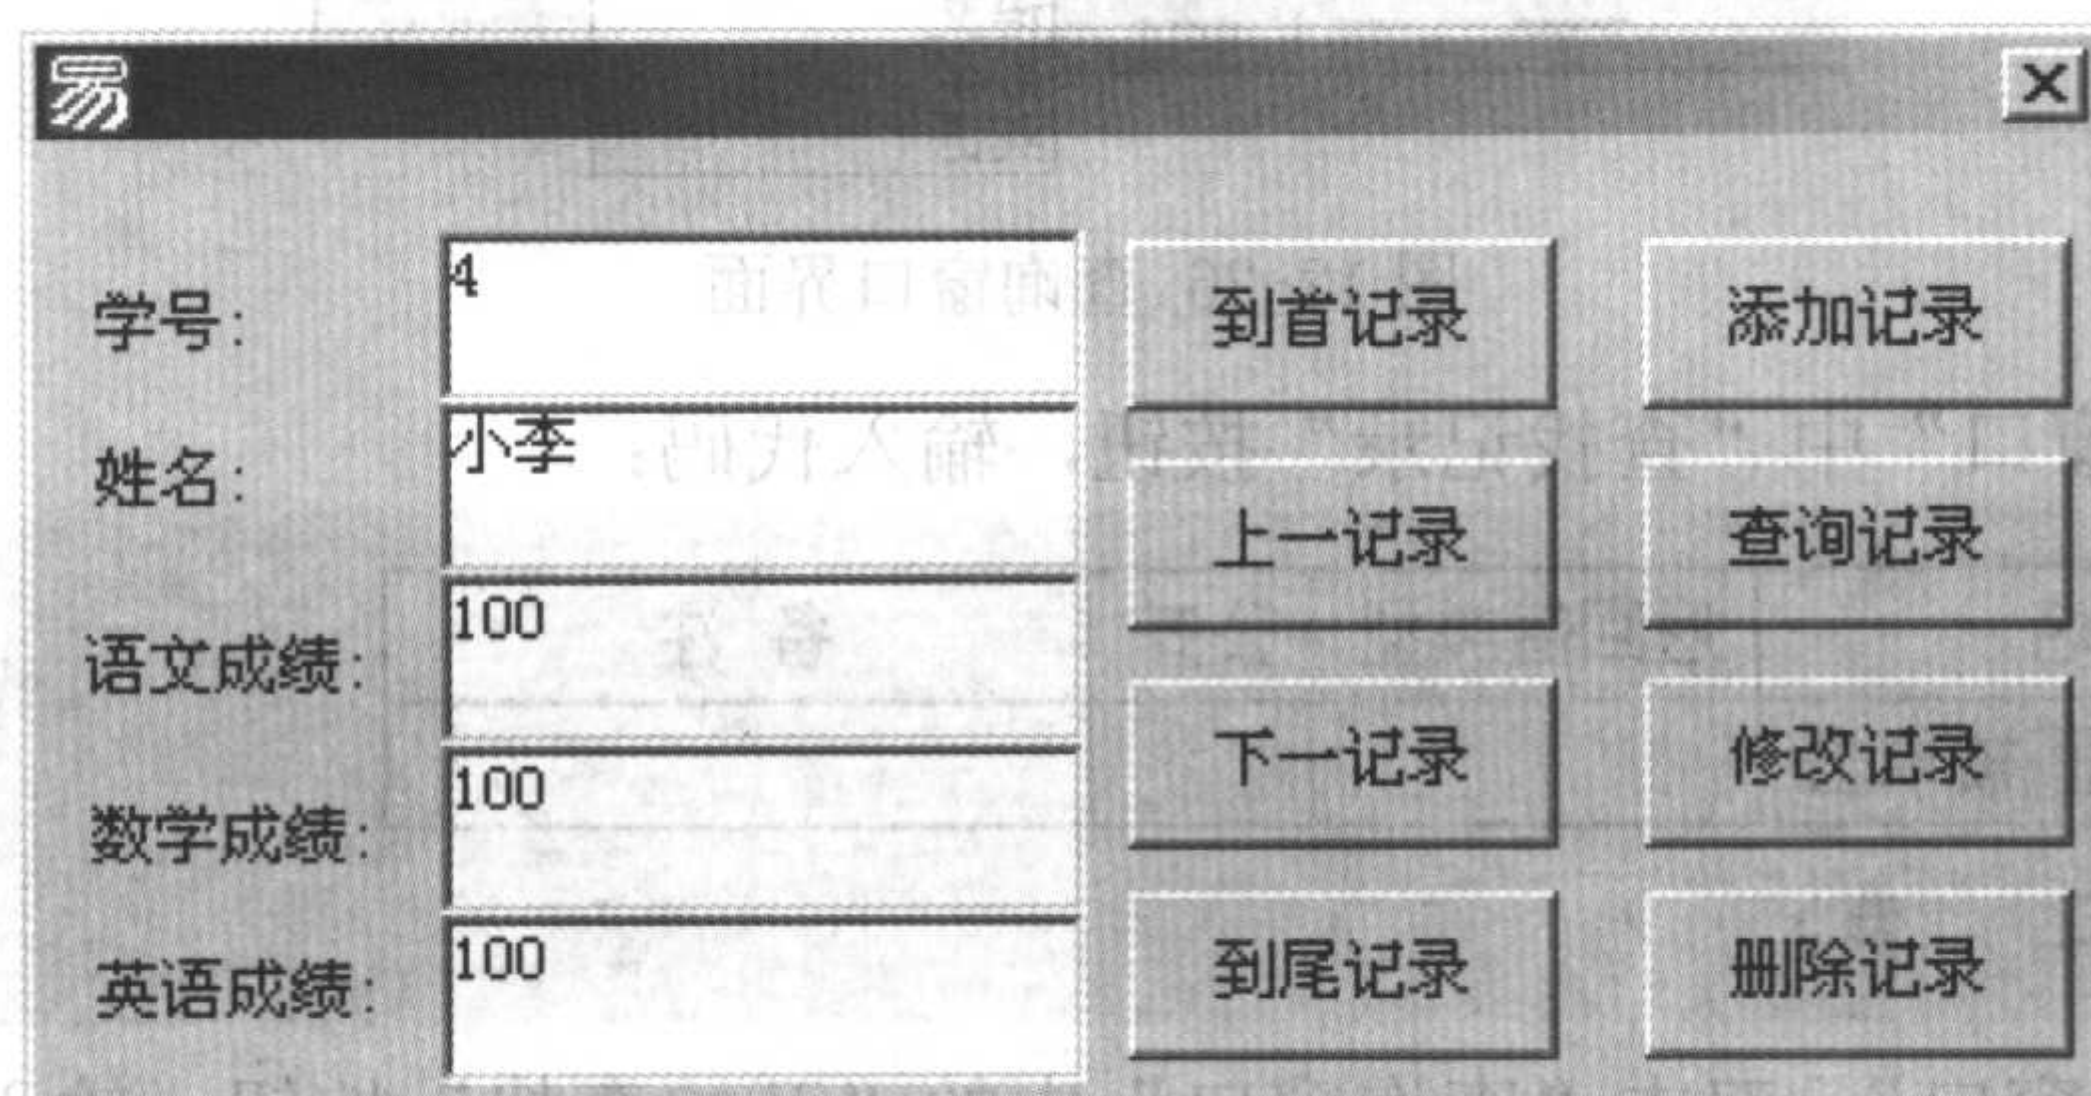 易
学号: 4
姓名: 小李
语文成绩: 100
数学成绩: 100
英语成绩: 100
到首记录 添加记录
上一记录 查询记录
下一记录 修改记录
到尾记录 删除记录